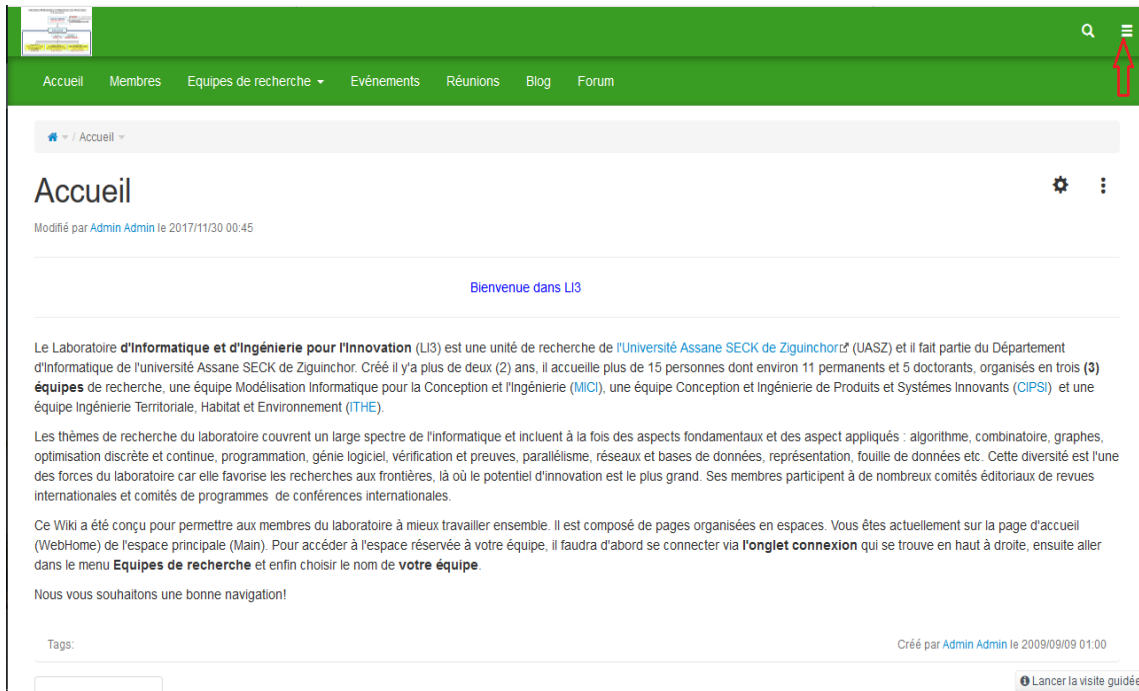 Accueil Membres Equipes de recherche Evénements Réunions Blog Forum
/ Accueil
Accueil
Modifié par Admin Admin le 2017/11/30 00:45
Bienvenue dans LI3
Le Laboratoire d'Informatique et d'Ingénierie pour l'Innovation (LI3) est une unité de recherche de l'Université Assane SECK de Ziguinchor (UASZ) et il fait partie du Département
d'Informatique de l'université Assane SECK de Ziguinchor. Créé il y'a plus de deux (2) ans, il accueille plus de 15 personnes dont environ 11 permanents et 5 doctorants, organisés en trois (3)
équipes de recherche, une équipe Modélisation Informatique pour la Conception et l'Ingénierie (MICI), une équipe Conception et Ingénierie de Produits et Systémes Innovants (CIPSI) et une
équipe Ingénierie Territoriale, Habitat et Environnement (ITHE).
Les thèmes de recherche du laboratoire couvrent un large spectre de l'informatique et incluent à la fois des aspects fondamentaux et des aspect appliqués : algorithme, combinatoire, graphes,
optimisation discrète et continue, programmation, génie logiciel, vérification et preuves, parallélisme, réseaux et bases de données, représentation, fouille de données etc. Cette diversité est l'une
des forces du laboratoire car elle favorise les recherches aux frontières, là où le potentiel d'innovation est le plus grand. Ses membres participent à de nombreux comités éditoriaux de revues
internationales et comités de programmes de conférences internationales.
Ce Wiki a été conçu pour permettre aux membres du laboratoire à mieux travailler ensemble. Il est composé de pages organisées en espaces. Vous êtes actuellement sur la page d'accueil
(WebHome) de l'espace principale (Main). Pour accéder à l'espace réservée à votre équipe, il faudra d'abord se connecter via l'onglet connexion qui se trouve en haut à droite, ensuite aller
dans le menu Equipes de recherche et enfin choisir le nom de votre équipe.
Nous vous souhaitons une bonne navigation!
Tags: Créé par Admin Admin le 2009/09/09 01:00
Lancer la visite guidée